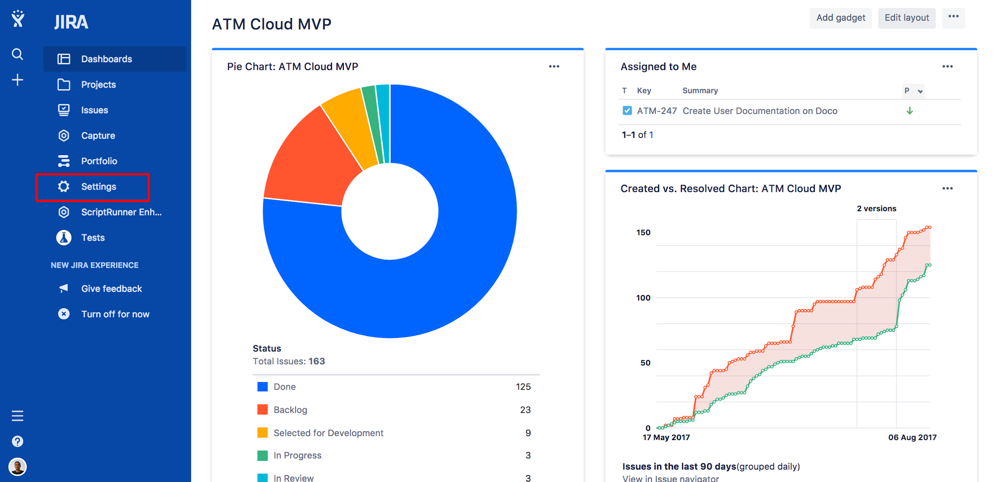 JIRA
Dashboards
Projects
Issues
Capture
Portfolio
Settings
ScriptRunner Enh...
Tests
NEW JIRA EXPERIENCE
Give feedback
Turn off for now
ATM Cloud MVP
Add gadget
Edit layout
Pie Chart: ATM Cloud MVP
Status
Total Issues: 163
Done 125
Backlog 23
Selected for Development 9
In Progress 3
In Review 3
Assigned to Me
T Key Summary P
ATM-247 Create User Documentation on Doco
1–1 of 1
Created vs. Resolved Chart: ATM Cloud MVP
2 versions
150
100
50
0
17 May 2017 06 Aug 2017
Issues in the last 90 days(grouped daily)
View in Issue navigator